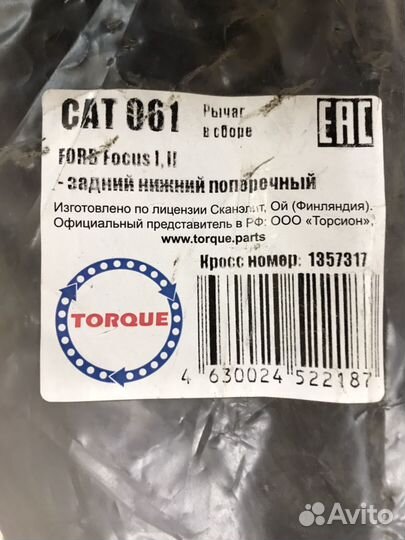 CAT 061
Рычаг
в сборе
EAC
FORD Focus I, II
- задний нижний поперечный
Изготовлено по лицензии Сканэлит, Ой (Финляндия).
Официальный представитель в РФ: ООО «Торсион»,
www.torque.parts
Кросс номер: 1357317
TORQUE
4 630024 522187
Avito